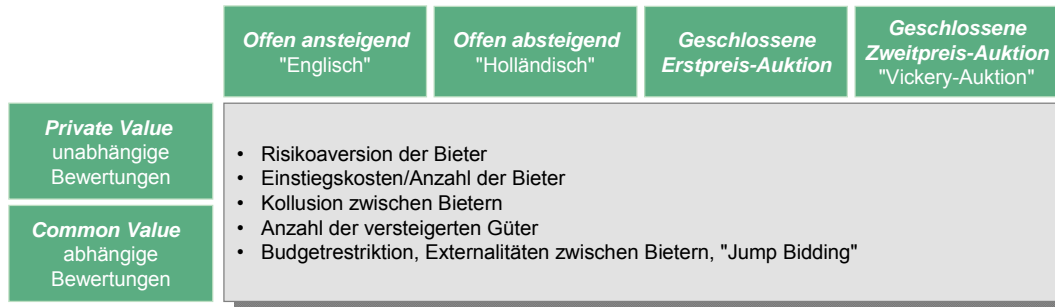 Offen ansteigend
"Englisch"
Offen absteigend
"Holländisch"
Geschlossene
Erstpreis-Auktion
Geschlossene
Zweitpreis-Auktion
"Vickery-Auktion"
Private Value
unabhängige
Bewertungen
Common Value
abhängige
Bewertungen
• Risikoaversion der Bieter
• Einstiegskosten/Anzahl der Bieter
• Kollusion zwischen Bietern
• Anzahl der versteigerten Güter
• Budgetrestriktion, Externalitäten zwischen Bietern, "Jump Bidding"